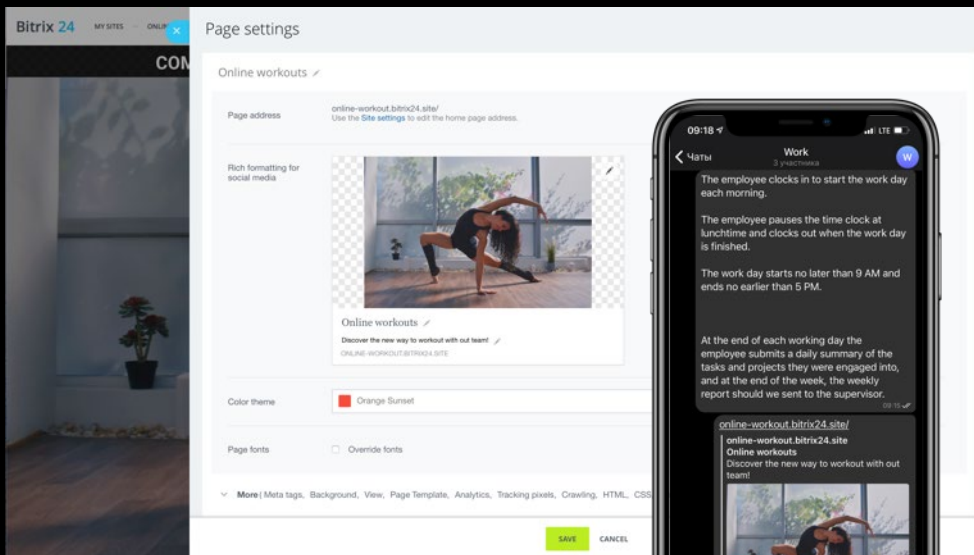 Bitrix 24
MY SITES
CON
Page settings
Online workouts
Page address
online-workout.bitrix24.site/
Use the Site settings to edit the home page address.
Rich formatting for
social media
Online workouts
Discover the new way to workout with out team!
ONLINE-WORKOUT.BITRIX24.SITE
Color theme
Orange Sunset
Page fonts
Override fonts
More | Meta tags, Background, View, Page Template, Analytics, Tracking pixels, Crawling, HTML, CSS,
SAVE
CANCEL
09:18
LTE
Чаты
Work
3 участника
W
The employee clocks in to start the work day
each morning.
The employee pauses the time clock at
lunchtime and clocks out when the work day
is finished.
The work day starts no later than 9 AM and
ends no earlier than 5 PM.
At the end of each working day the
employee submits a daily summary of the
tasks and projects they were engaged into,
and at the end of the week, the weekly
report should we sent to the supervisor.
09:15
online-workout.bitrix24.site/
online-workout.bitrix24.site
Online workouts
Discover the new way to workout with out
team!